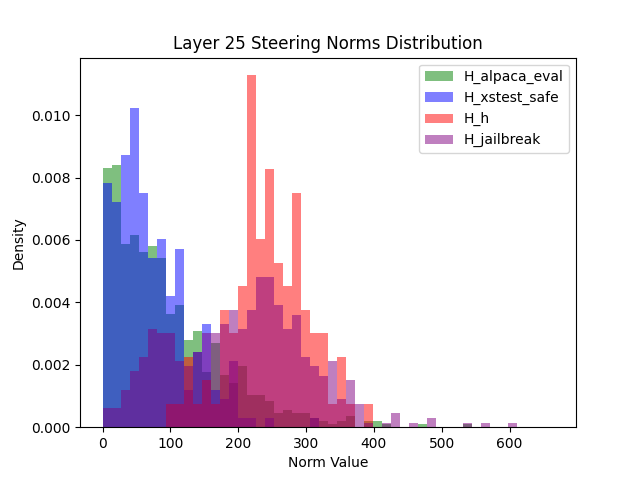 Layer 25 Steering Norms Distribution
H_alpaca_eval
H_xstest_safe
H_h
H_jailbreak
0.010
0.008
0.006
0.004
0.002
0.000
Density
0 100 200 300 400 500 600
Norm Value